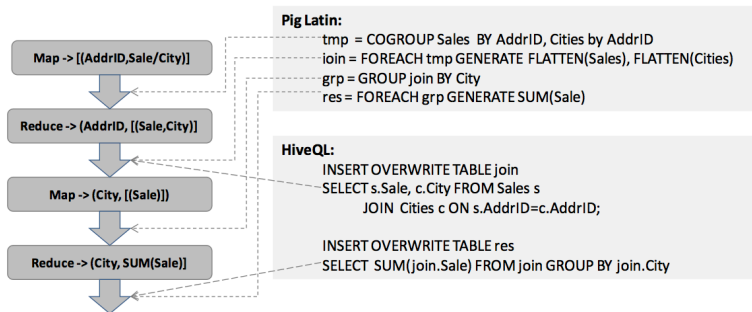 Map -> [(AddrID,Sale/City)]
Reduce -> (AddrID, [(Sale,City)]
Map -> (City, [(Sale)])
Reduce -> (City, SUM(Sale)]
Pig Latin:
tmp = COGROUP Sales BY AddrID, Cities by AddrID
ioin = FOREACH tmp GENERATE FLATTEN(Sales), FLATTEN(Cities)
grp = GROUP join BY City
res = FOREACH grp GENERATE SUM(Sale)
HiveQL:
INSERT OVERWRITE TABLE join
SELECT s.Sale, c.City FROM Sales s
JOIN Cities c ON s.AddrID=c.AddrID;
INSERT OVERWRITE TABLE res
SELECT SUM(join.Sale) FROM join GROUP BY join.City